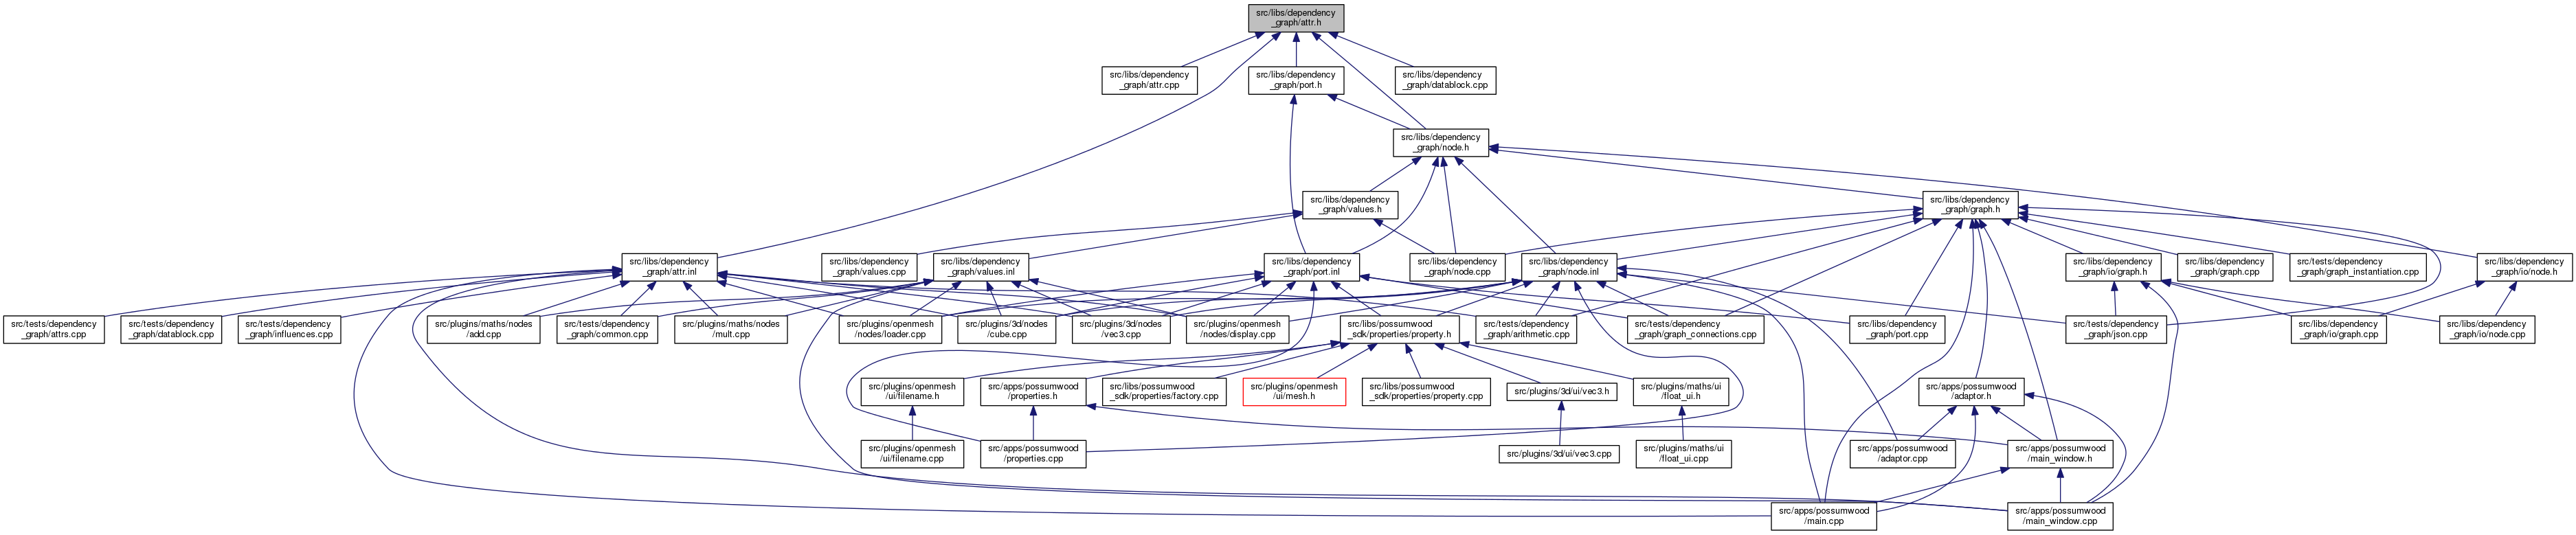 src/libs/dependency
_graph/attr.h
src/libs/dependency
_graph/attr.cpp
src/libs/dependency
_graph/port.h
src/libs/dependency
_graph/datablock.cpp
src/libs/dependency
_graph/node.h
src/libs/dependency
_graph/values.h
src/libs/dependency
_graph/graph.h
src/libs/dependency
_graph/attr.inl
src/libs/dependency
_graph/values.cpp
src/libs/dependency
_graph/values.inl
src/libs/dependency
_graph/port.inl
src/libs/dependency
_graph/node.cpp
src/libs/dependency
_graph/node.inl
src/libs/dependency
_graph/io/graph.h
src/libs/dependency
_graph/graph.cpp
src/tests/dependency
_graph/graph_instantiation.cpp
src/libs/dependency
_graph/io/node.h
src/tests/dependency
_graph/attrs.cpp
src/tests/dependency
_graph/datablock.cpp
src/tests/dependency
_graph/influences.cpp
src/plugins/maths/nodes
/add.cpp
src/tests/dependency
_graph/common.cpp
src/plugins/maths/nodes
/mult.cpp
src/plugins/openmesh
/nodes/loader.cpp
src/plugins/3d/nodes
/cube.cpp
src/plugins/3d/nodes
/vec3.cpp
src/plugins/openmesh
/nodes/display.cpp
src/libs/possumwood
_sdk/properties/property.h
src/tests/dependency
_graph/arithmetic.cpp
src/tests/dependency
_graph/graph_connections.cpp
src/libs/dependency
_graph/port.cpp
src/tests/dependency
_graph/json.cpp
src/libs/dependency
_graph/io/graph.cpp
src/libs/dependency
_graph/io/node.cpp
src/plugins/openmesh
/ui/filename.h
src/apps/possumwood
/properties.h
src/libs/possumwood
_sdk/properties/factory.cpp
src/plugins/openmesh
/ui/mesh.h
src/libs/possumwood
_sdk/properties/property.cpp
src/plugins/3d/ui/vec3.h
src/plugins/maths/ui
/float_ui.h
src/apps/possumwood
/adaptor.h
src/plugins/openmesh
/ui/filename.cpp
src/apps/possumwood
/properties.cpp
src/plugins/3d/ui/vec3.cpp
src/plugins/maths/ui
/float_ui.cpp
src/apps/possumwood
/adaptor.cpp
src/apps/possumwood
/main_window.h
src/apps/possumwood
/main.cpp
src/apps/possumwood
/main_window.cpp